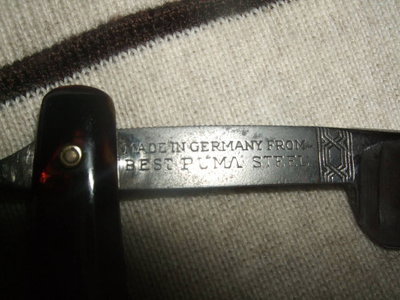 MADE IN GERMANY FROM
BEST PUMA STEEL